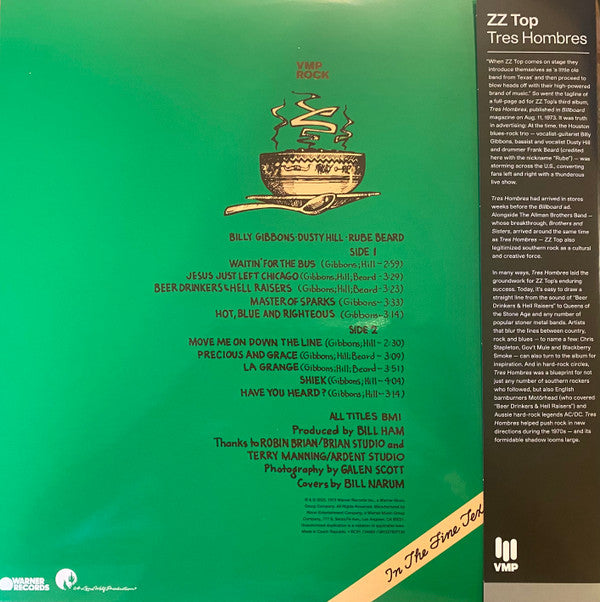 VMP
ROCK
BILLY GIBBONS · DUSTY HILL · RUBE BEARD
SIDE 1
WAITIN' FOR THE BUS (Gibbons; Hill - 2:59)
JESUS JUST LEFT CHICAGO (Gibbons; Hill; Beard - 3:29)
BEER DRINKERS & HELL RAISERS (Gibbons; Hill; Beard - 3:23)
MASTER OF SPARKS (Gibbons - 3:33)
HOT, BLUE AND RIGHTEOUS (Gibbons - 3:14)
SIDE 2
MOVE ME ON DOWN THE LINE (Gibbons; Hill - 2:30)
PRECIOUS AND GRACE (Gibbons; Hill; Beard - 3:09)
LA GRANGE (Gibbons; Hill; Beard - 3:51)
SHIEK (Gibbons; Hill - 4:04)
HAVE YOU HEARD? (Gibbons; Hill - 3:14)
ALL TITLES BMI
Produced by BILL HAM
Thanks to ROBIN BRIAN/BRIAN STUDIO and
TERRY MANNING/ARDENT STUDIO
Photography by GALEN SCOTT
Covers by BILL NARUM
In The Fine Tex
WARNER
RECORDS
A Lone Wolf Production
ZZ Top
Tres Hombres
"When ZZ Top comes on stage they
introduce themselves as 'a little old
band from Texas' and then proceed to
blow heads off with their high-powered
brand of music." So went the tagline of
a full-page ad for ZZ Top's third album,
Tres Hombres, published in Billboard
magazine on Aug. 11, 1973. It was truth
in advertising: At the time, the Houston
blues-rock trio — vocalist-guitarist Billy
Gibbons, bassist and vocalist Dusty Hill
and drummer Frank Beard (credited
here with the nickname "Rube") — was
storming across the U.S., converting
fans left and right with a thunderous
live show.
Tres Hombres had arrived in stores
weeks before the Billboard ad.
Alongside The Allman Brothers Band —
whose breakthrough, Brothers and
Sisters, arrived around the same time
as Tres Hombres — ZZ Top also
legitimized southern rock as a cultural
and creative force.
In many ways, Tres Hombres laid the
groundwork for ZZ Top's enduring
success. Today, it's easy to draw a
straight line from the sound of "Beer
Drinkers & Hell Raisers" to Queens of
the Stone Age and any number of
popular stoner metal bands. Artists
that blur the lines between country,
rock and blues — to name a few: Chris
Stapleton, Gov't Mule and Blackberry
Smoke — can also turn to the album for
inspiration. And in hard-rock circles,
Tres Hombres was a blueprint for not
just any number of southern rockers
who followed, but also English
barnburners Motörhead (who covered
"Beer Drinkers & Hell Raisers") and
Aussie hard-rock legends AC/DC. Tres
Hombres helped push rock in new
directions during the 1970s — and its
formidable shadow looms large.
VMP